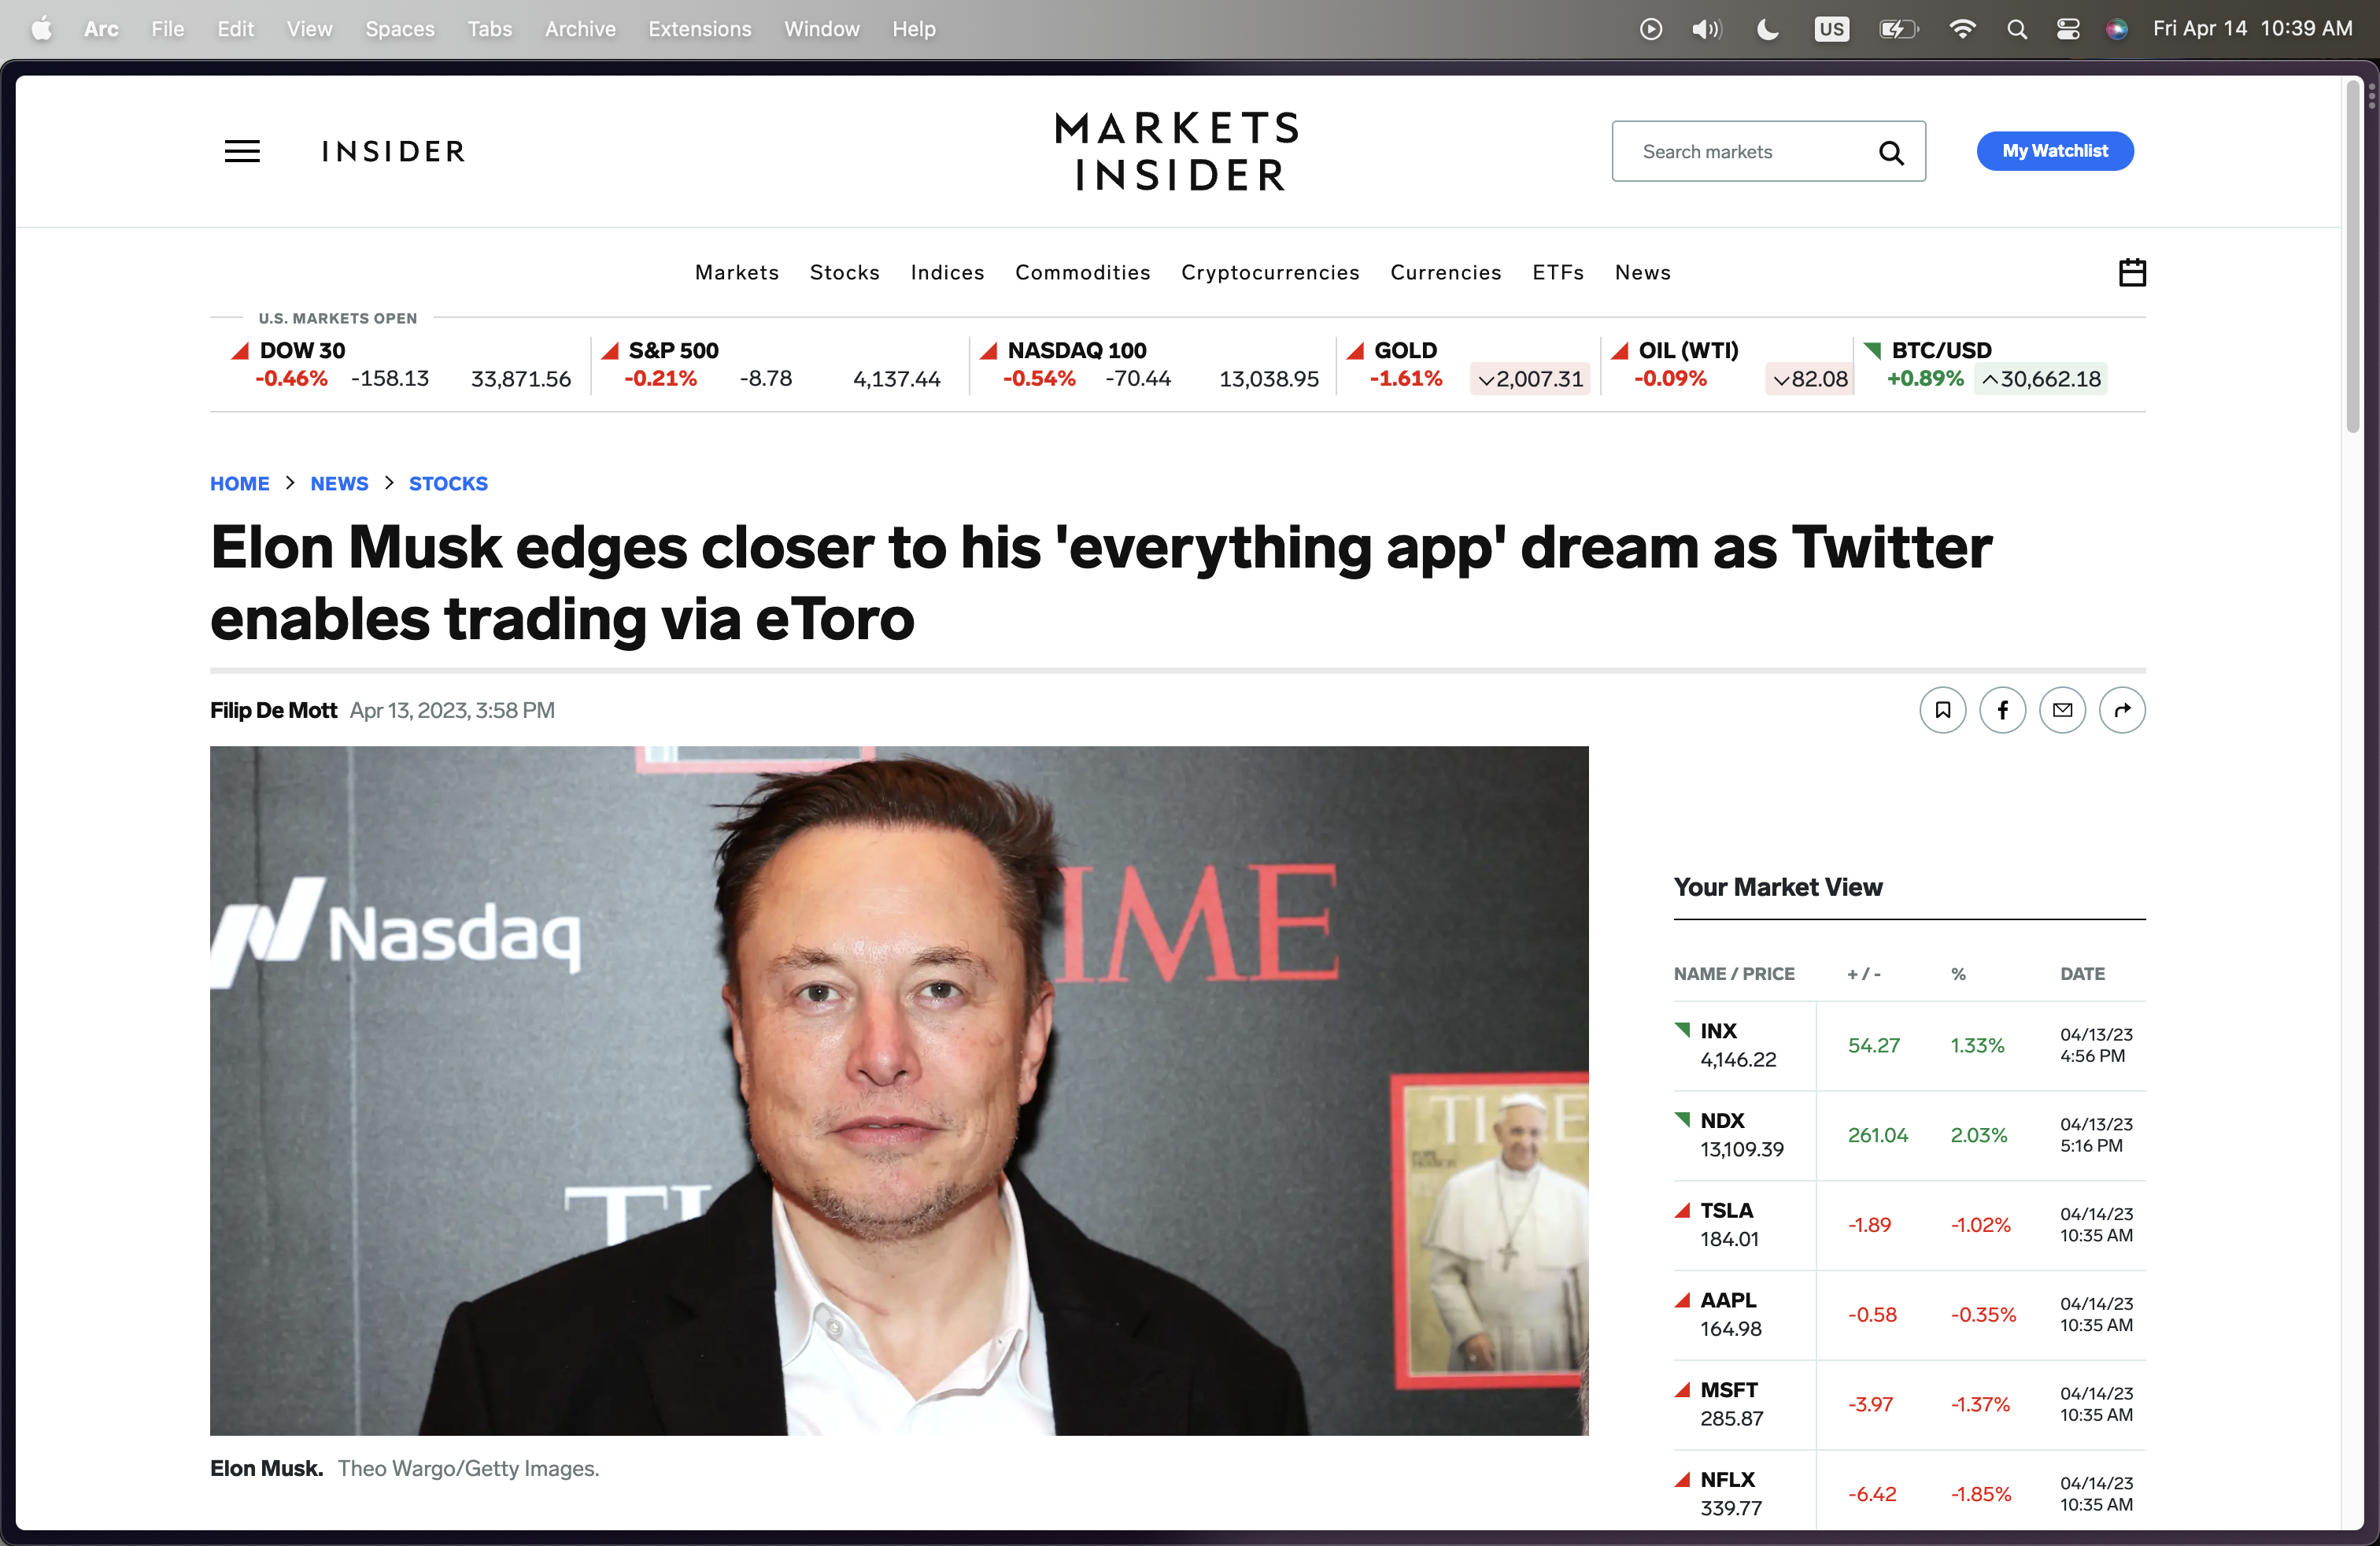 Arc File Edit View Spaces Tabs Archive Extensions Window Help US Fri Apr 14 10:39 AM
INSIDER
MARKETS
INSIDER
Search markets
My Watchlist
Markets Stocks Indices Commodities Cryptocurrencies Currencies ETFs News
U.S. MARKETS OPEN
DOW 30
-0.46% -158.13 33,871.56
S&P 500
-0.21% -8.78 4,137.44
NASDAQ 100
-0.54% -70.44 13,038.95
GOLD
-1.61% 2,007.31
OIL (WTI)
-0.09% 82.08
BTC/USD
+0.89% 30,662.18
HOME > NEWS > STOCKS
Elon Musk edges closer to his 'everything app' dream as Twitter
enables trading via eToro
Filip De Mott Apr 13, 2023, 3:58 PM
Nasdaq
IME
TI
Elon Musk. Theo Wargo/Getty Images.
Your Market View
NAME / PRICE + / - % DATE
INX
4,146.22 54.27 1.33% 04/13/23
4:56 PM
NDX
13,109.39 261.04 2.03% 04/13/23
5:16 PM
TSLA
184.01 -1.89 -1.02% 04/14/23
10:35 AM
AAPL
164.98 -0.58 -0.35% 04/14/23
10:35 AM
MSFT
285.87 -3.97 -1.37% 04/14/23
10:35 AM
NFLX
339.77 -6.42 -1.85% 04/14/23
10:35 AM